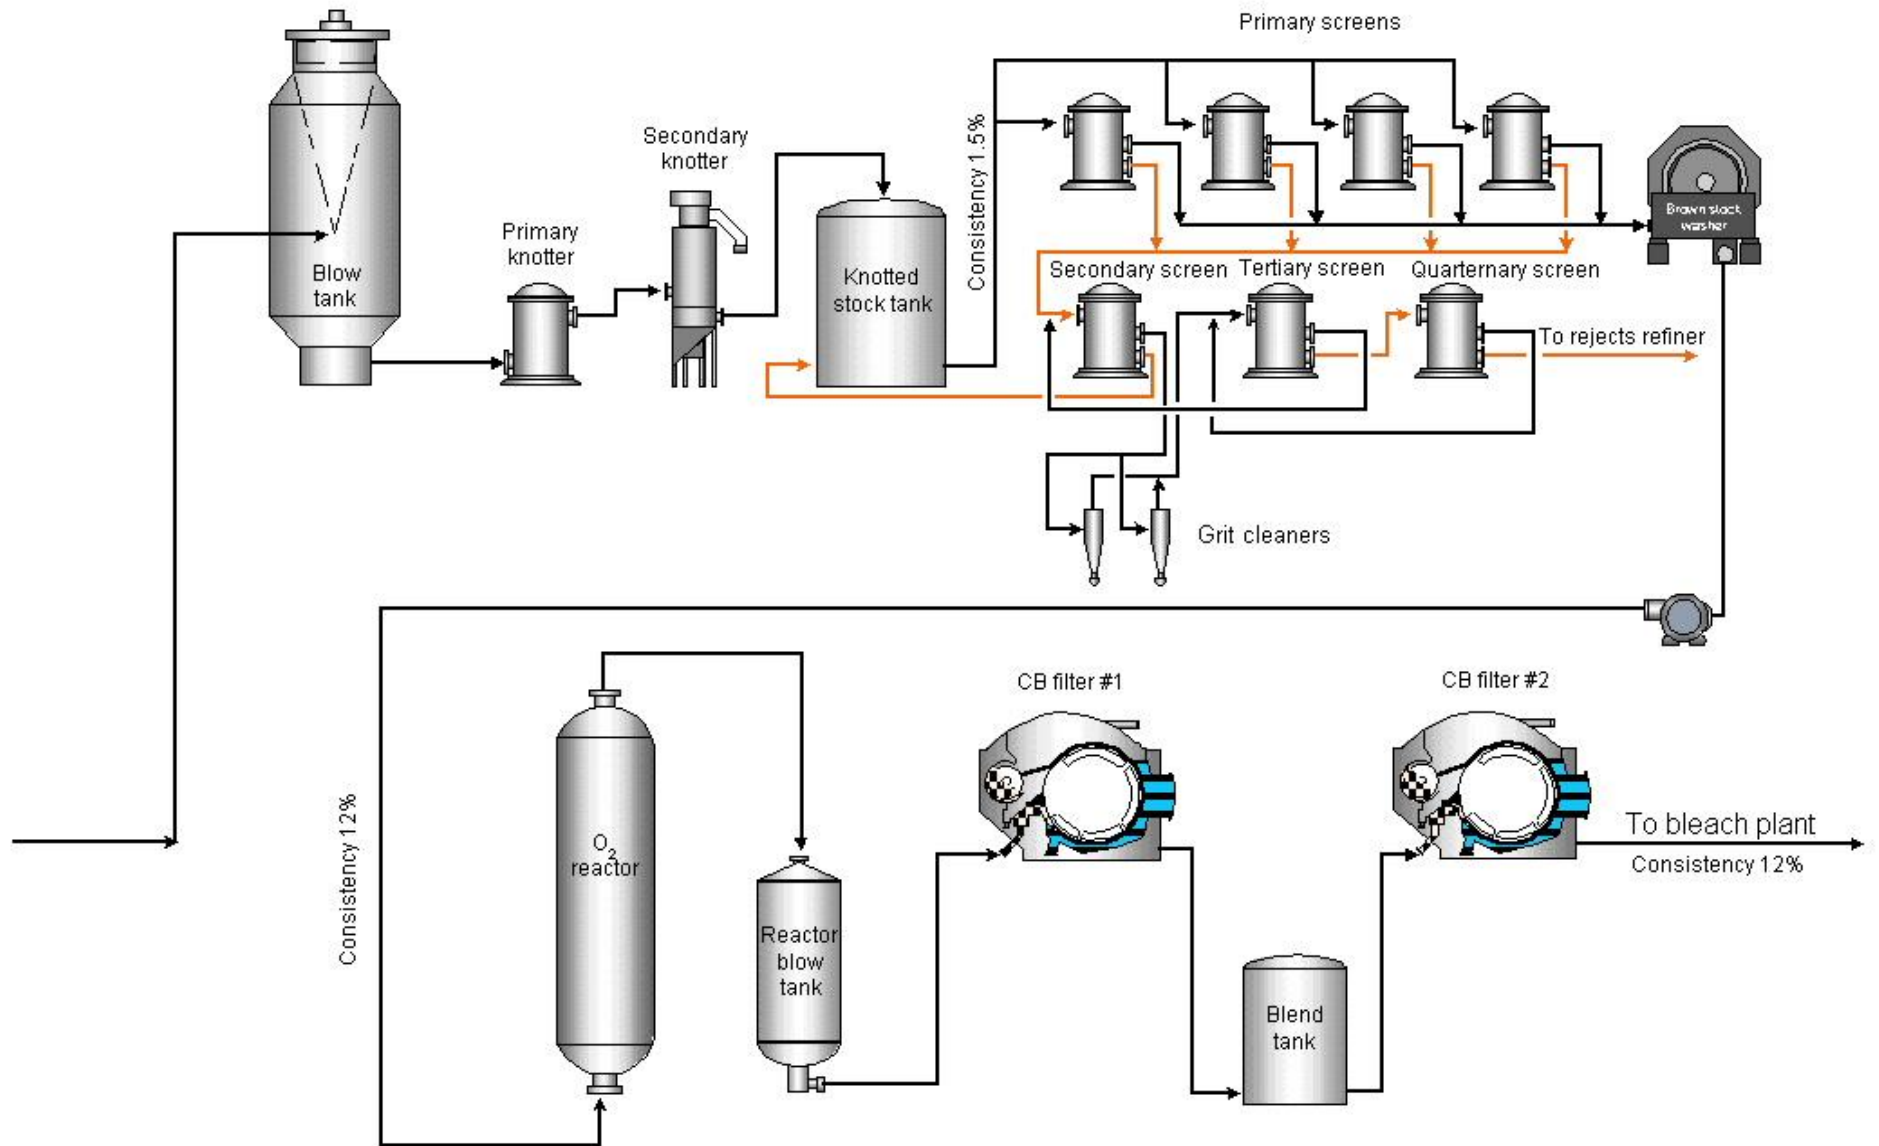 Primary screens
Secondary
knotter
Consistency 1.5%
Brown stock
washer
Primary
knotter
Blow
tank
Knotted
stock tank
Secondary screen
Tertiary screen
Quarternary screen
To rejects refiner
Grit cleaners
CB filter #1
CB filter #2
Consistency 12%
O2
reactor
To bleach plant
Consistency 12%
Reactor
blow
tank
Blend
tank